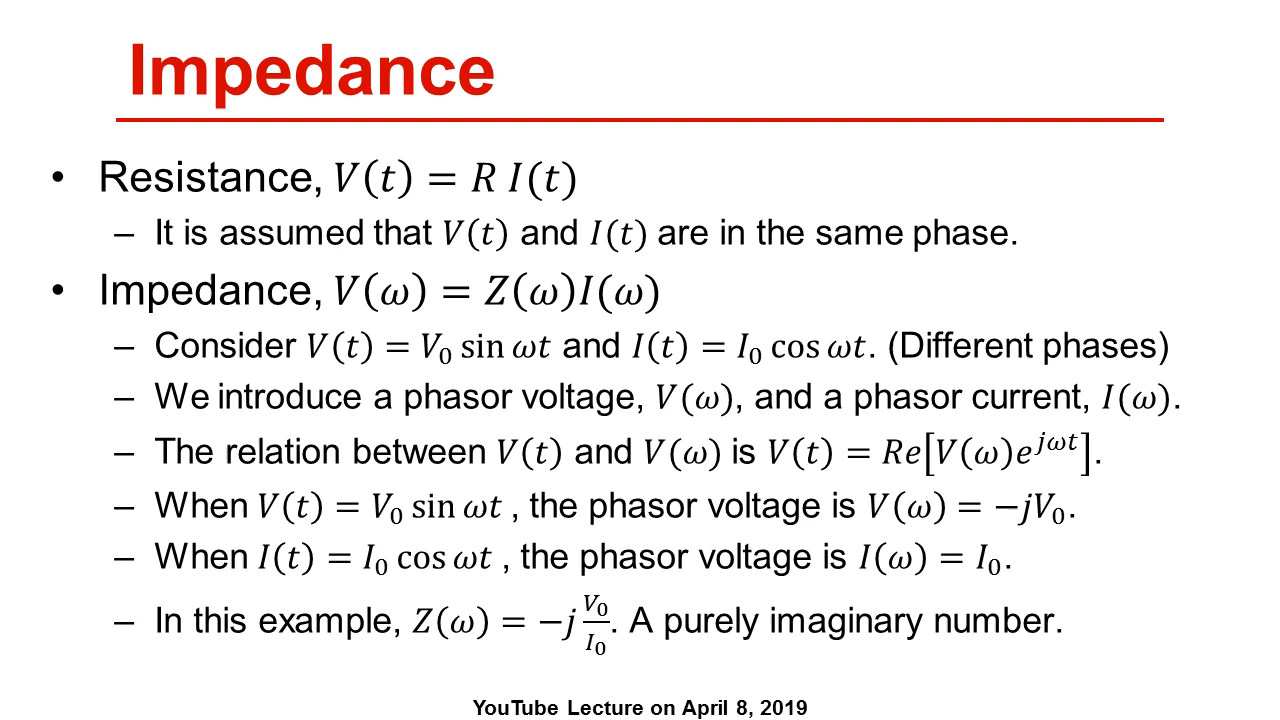 Impedance
• Resistance, 𝑉(𝑡) = 𝑅 𝐼(𝑡)
– It is assumed that 𝑉(𝑡) and 𝐼(𝑡) are in the same phase.
• Impedance, 𝑉(𝜔) = 𝑍(𝜔)𝐼(𝜔)
– Consider 𝑉(𝑡) = 𝑉₀ sin 𝜔𝑡 and 𝐼(𝑡) = 𝐼₀ cos 𝜔𝑡. (Different phases)
– We introduce a phasor voltage, 𝑉(𝜔), and a phasor current, 𝐼(𝜔).
– The relation between 𝑉(𝑡) and 𝑉(𝜔) is 𝑉(𝑡) = 𝑅𝑒[𝑉(𝜔)𝑒^{𝑗𝜔𝑡}].
– When 𝑉(𝑡) = 𝑉₀ sin 𝜔𝑡 , the phasor voltage is 𝑉(𝜔) = −𝑗𝑉₀.
– When 𝐼(𝑡) = 𝐼₀ cos 𝜔𝑡 , the phasor voltage is 𝐼(𝜔) = 𝐼₀.
– In this example, 𝑍(𝜔) = −𝑗 𝑉₀/𝐼₀. A purely imaginary number.
YouTube Lecture on April 8, 2019